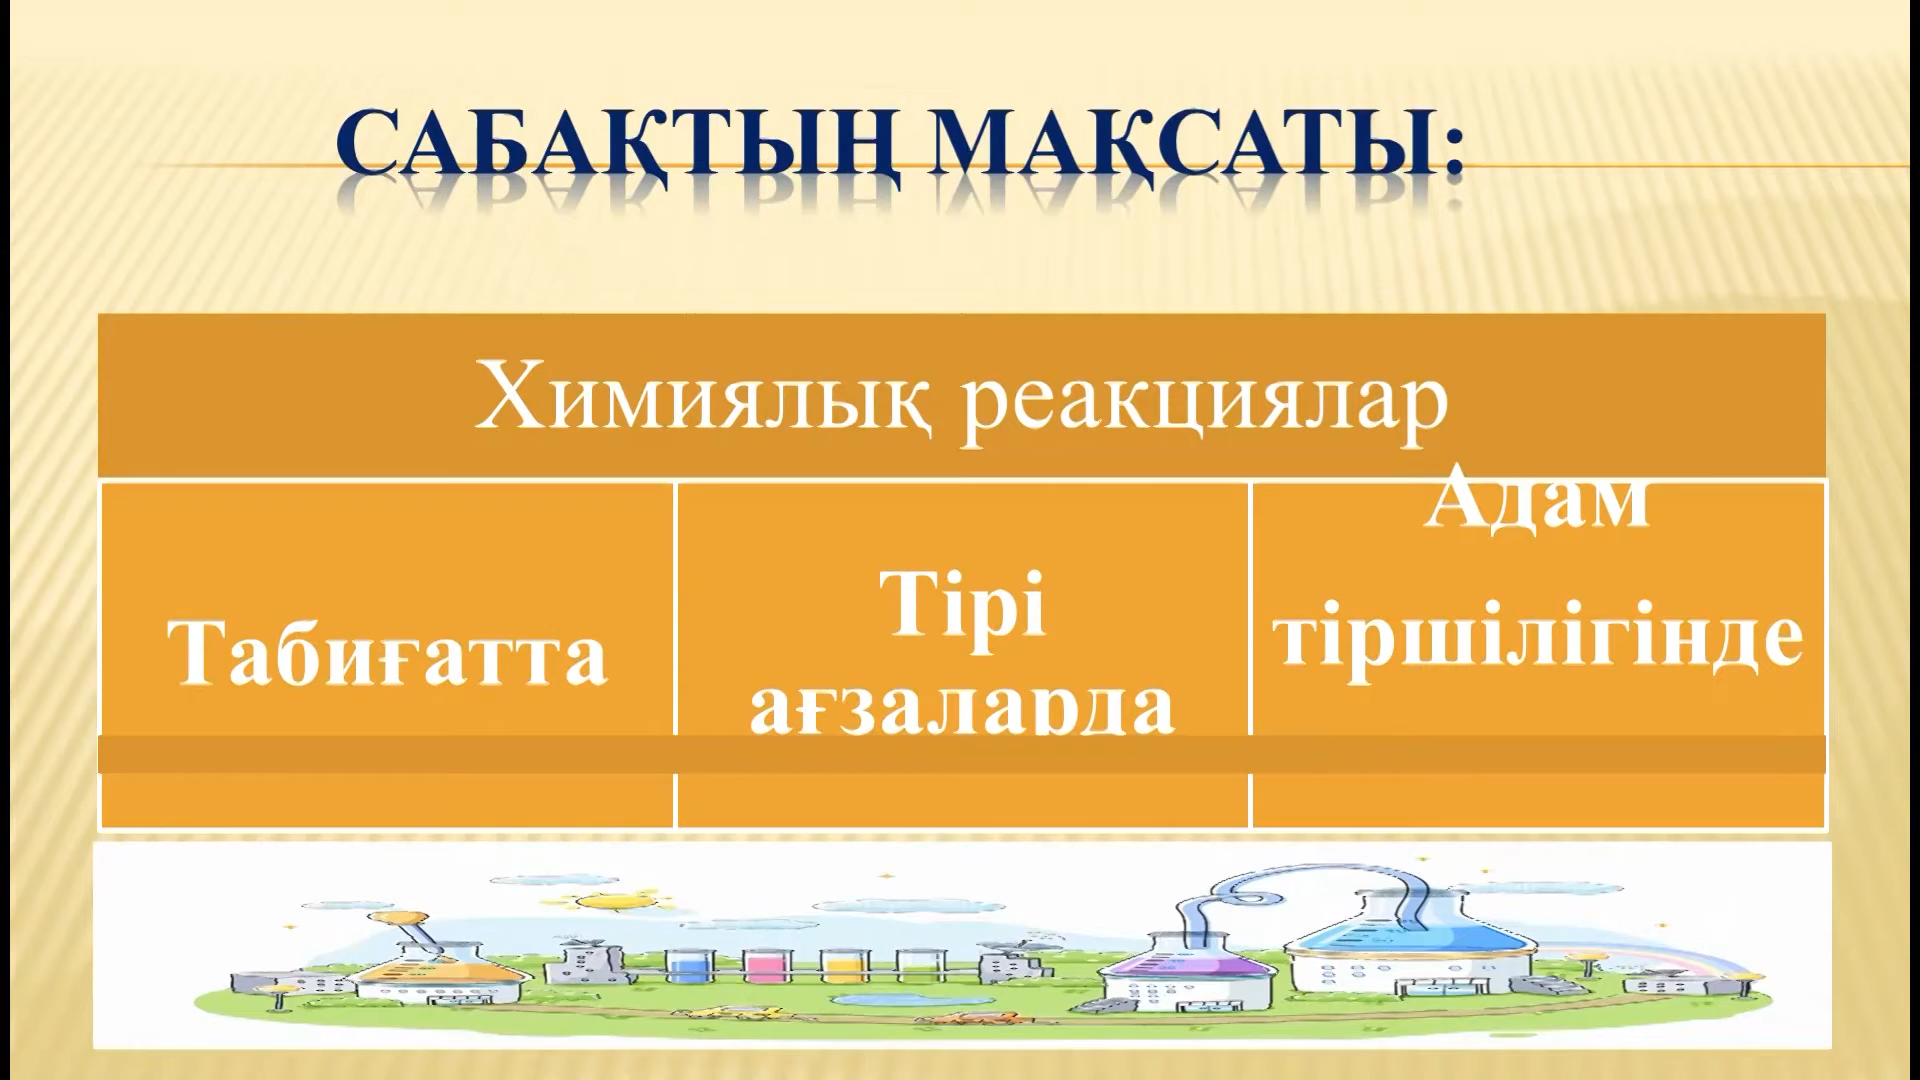 САБАҚТЫҢ МАҚСАТЫ:
Химиялық реакциялар
Табиғатта
Тірі
ағзаларда
Адам
тіршілігінде